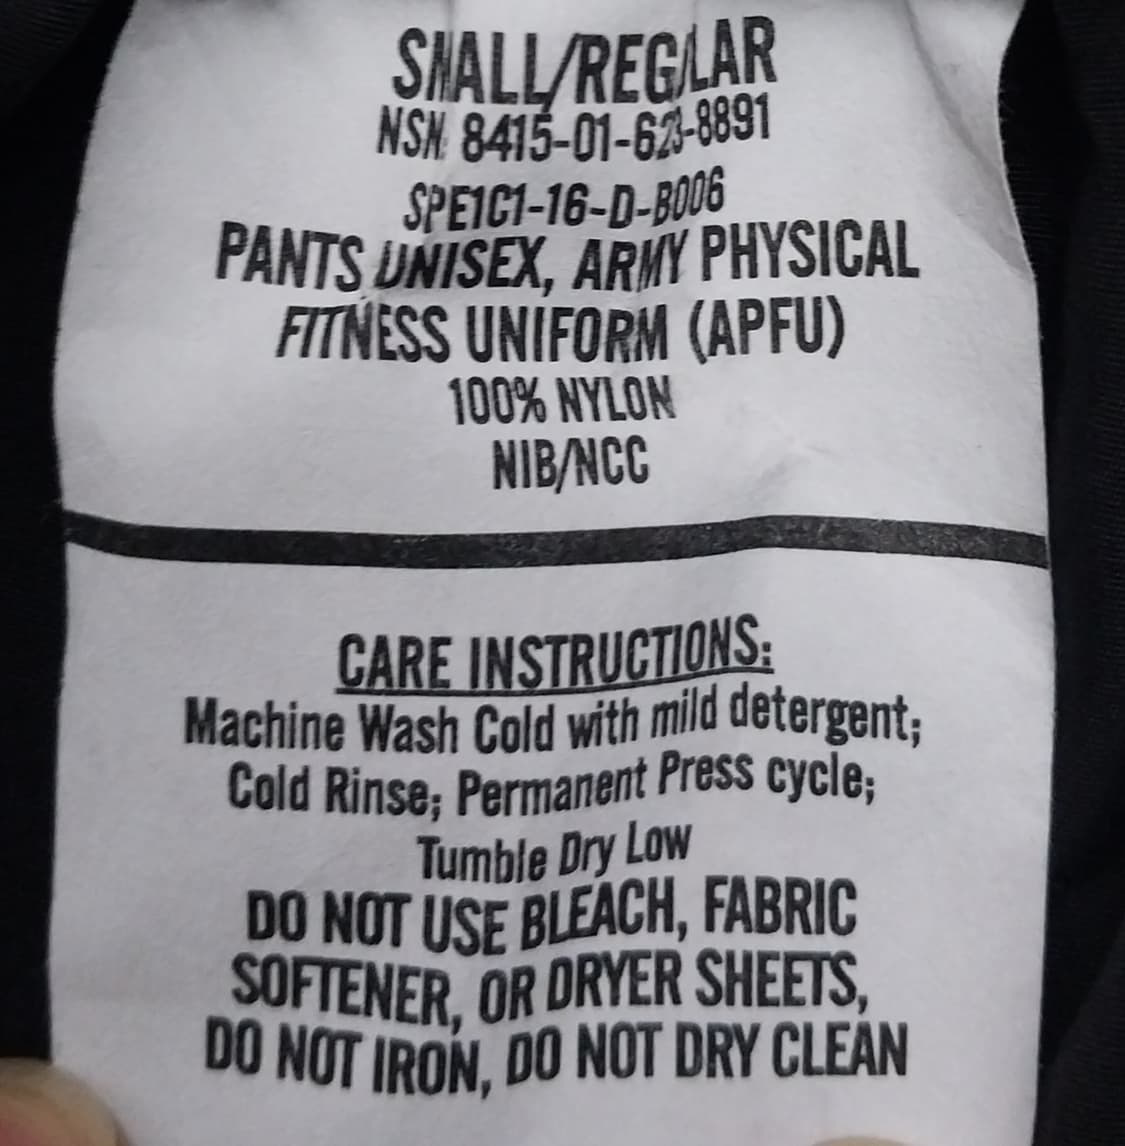 SMALL/REGULAR
NSN: 8415-01-623-8891
SPE1C1-16-D-B006
PANTS UNISEX, ARMY PHYSICAL
FITNESS UNIFORM (APFU)
100% NYLON
NIB/NCC
CARE INSTRUCTIONS:
Machine Wash Cold with mild detergent;
Cold Rinse; Permanent Press cycle;
Tumble Dry Low
DO NOT USE BLEACH, FABRIC
SOFTENER, OR DRYER SHEETS,
DO NOT IRON, DO NOT DRY CLEAN